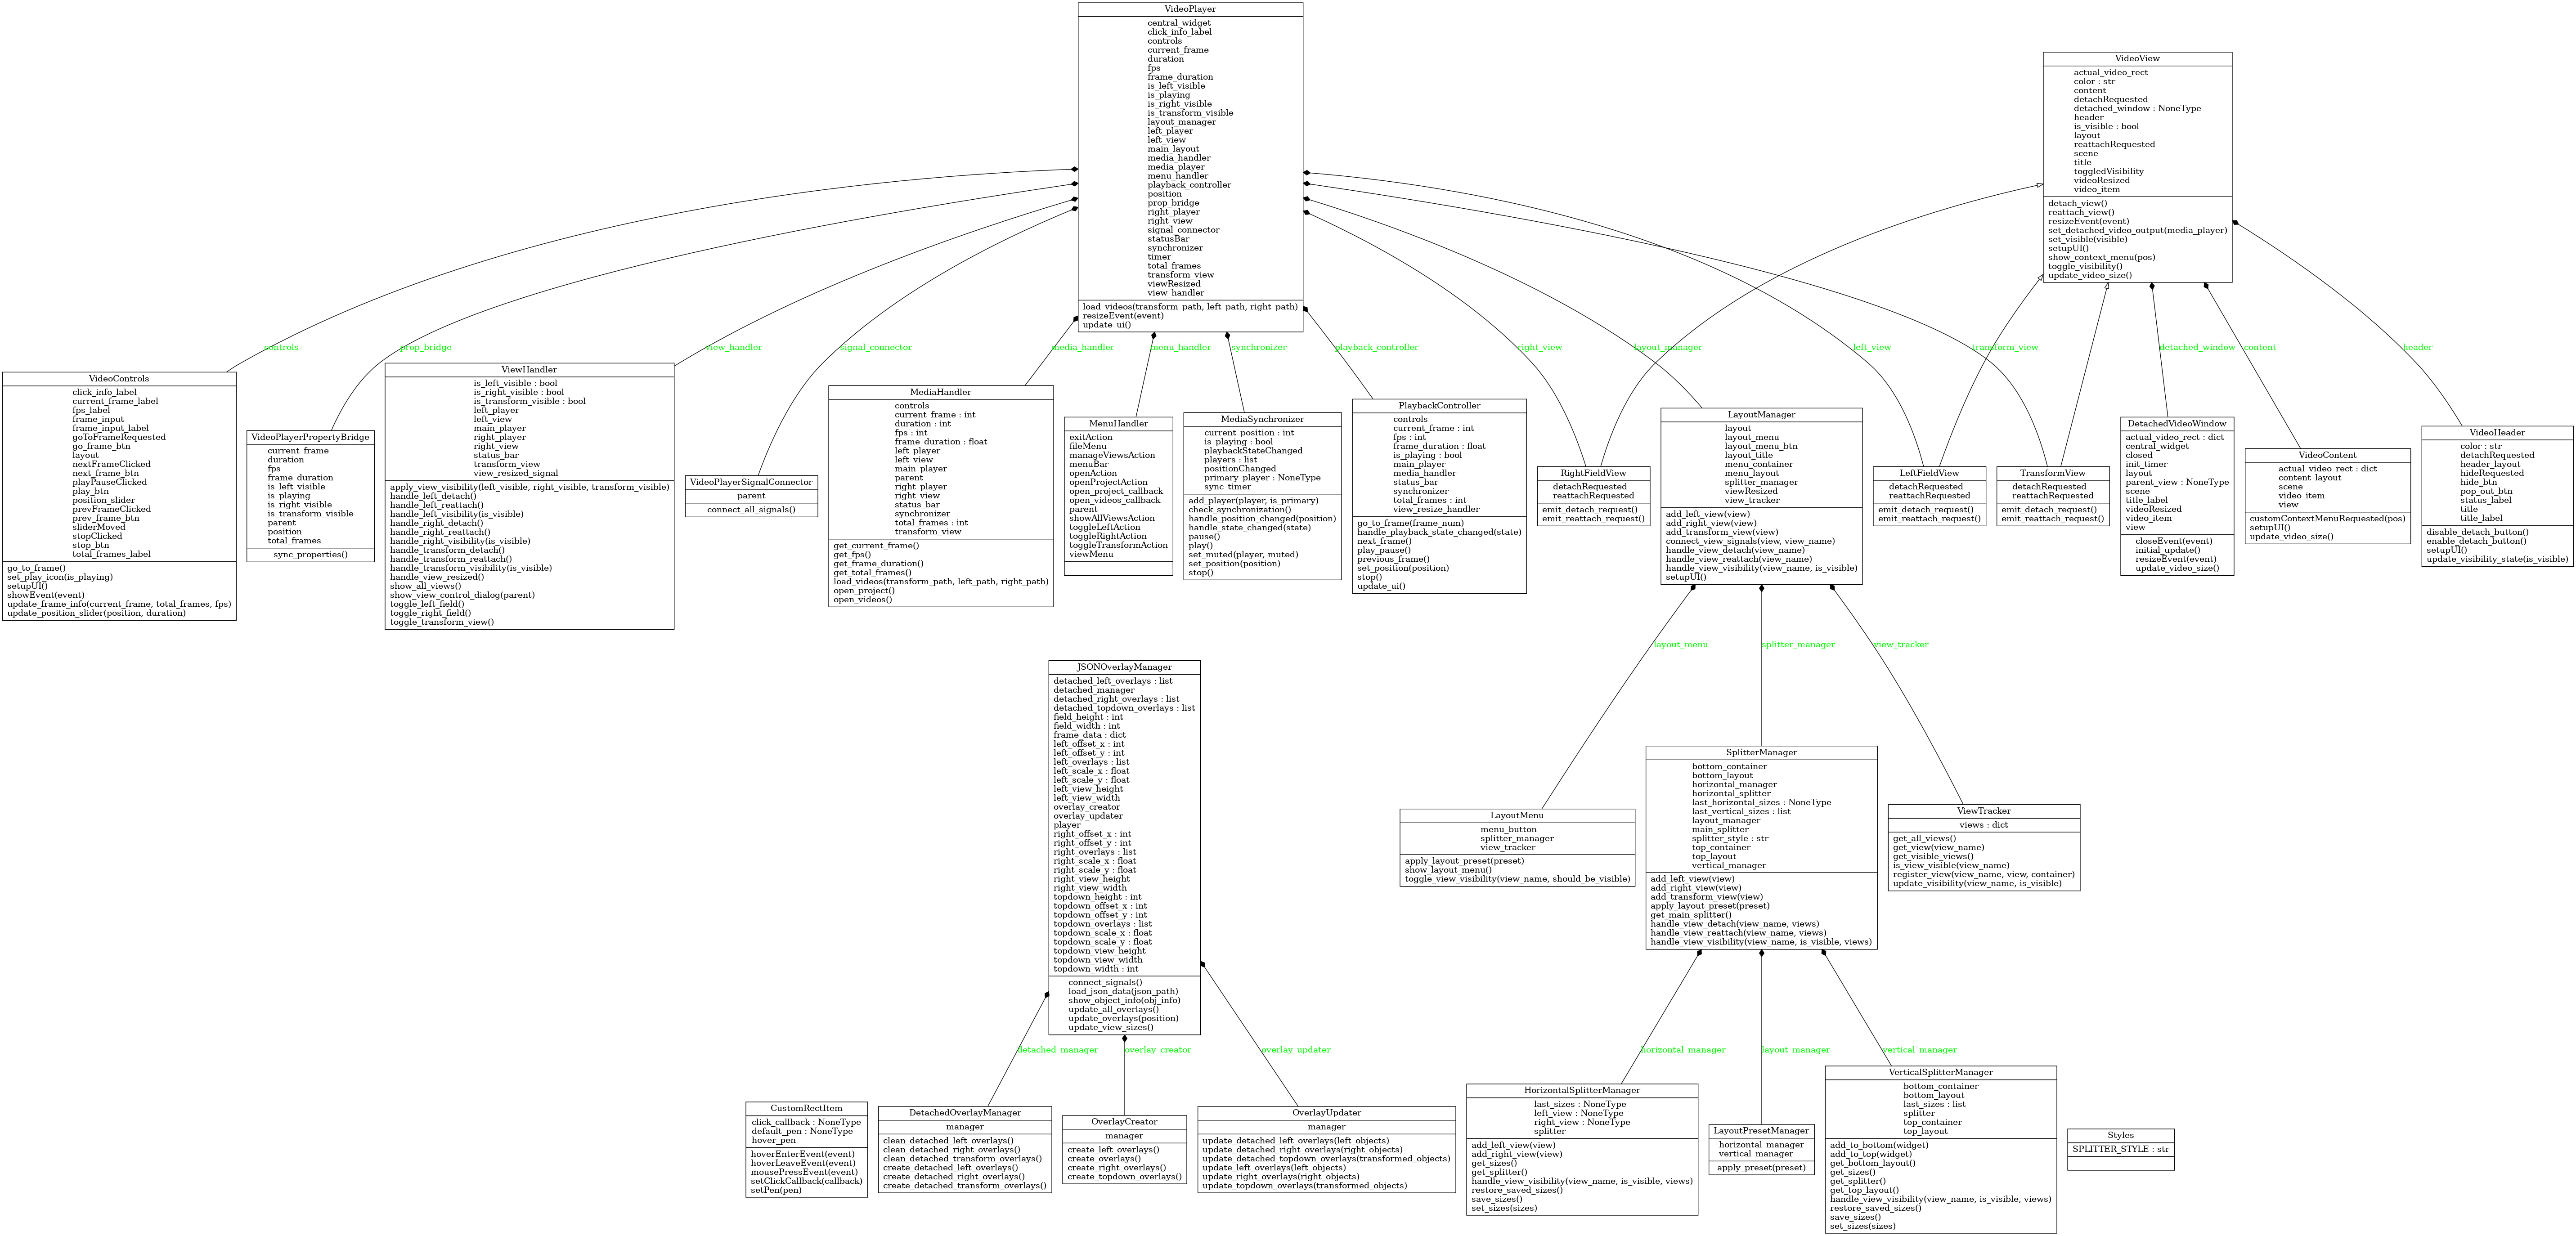 VideoPlayer
central_widget
click_info_label
controls
current_frame
duration
fps
frame_duration
is_left_visible
is_playing
is_right_visible
is_transform_visible
layout_manager
left_player
left_view
main_layout
media_handler
media_player
menu_handler
playback_controller
position
prop_bridge
right_player
right_view
signal_connector
statusBar
synchronizer
timer
total_frames
transform_view
viewResized
view_handler
load_videos(transform_path, left_path, right_path)
resizeEvent(event)
update_ui()
VideoView
actual_video_rect
color : str
content
detachRequested
detached_window : NoneType
header
is_visible : bool
layout
reattachRequested
scene
title
toggledVisibility
videoResized
video_item
detach_view()
reattach_view()
resizeEvent(event)
set_detached_video_output(media_player)
set_visible(visible)
setupUI()
show_context_menu(pos)
toggle_visibility()
update_video_size()
controls
prop_bridge
view_handler
signal_connector
media_handler
menu_handler
synchronizer
playback_controller
right_view
layout_manager
left_view
transform_view
detached_window
content
header
VideoControls
click_info_label
current_frame_label
fps_label
frame_input
frame_input_label
goToFrameRequested
go_frame_btn
layout
nextFrameClicked
next_frame_btn
playPauseClicked
play_btn
position_slider
prevFrameClicked
prev_frame_btn
sliderMoved
stopClicked
stop_btn
total_frames_label
go_to_frame()
set_play_icon(is_playing)
setupUI()
showEvent(event)
update_frame_info(current_frame, total_frames, fps)
update_position_slider(position, duration)
VideoPlayerPropertyBridge
current_frame
duration
fps
frame_duration
is_left_visible
is_playing
is_right_visible
is_transform_visible
parent
position
total_frames
sync_properties()
ViewHandler
is_left_visible : bool
is_right_visible : bool
is_transform_visible : bool
left_player
left_view
main_player
right_player
right_view
status_bar
transform_view
view_resized_signal
apply_view_visibility(left_visible, right_visible, transform_visible)
handle_left_detach()
handle_left_reattach()
handle_left_visibility(is_visible)
handle_right_detach()
handle_right_reattach()
handle_right_visibility(is_visible)
handle_transform_detach()
handle_transform_reattach()
handle_transform_visibility(is_visible)
handle_view_resized()
show_all_views()
show_view_control_dialog(parent)
toggle_left_field()
toggle_right_field()
toggle_transform_view()
VideoPlayerSignalConnector
parent
connect_all_signals()
MediaHandler
controls
current_frame : int
duration : int
fps : int
frame_duration : float
left_player
left_view
main_player
parent
right_player
right_view
status_bar
synchronizer
total_frames : int
transform_view
get_current_frame()
get_fps()
get_frame_duration()
get_total_frames()
load_videos(transform_path, left_path, right_path)
open_project()
open_videos()
MenuHandler
exitAction
fileMenu
manageViewsAction
menuBar
openAction
openProjectAction
open_project_callback
open_videos_callback
parent
showAllViewsAction
toggleLeftAction
toggleRightAction
toggleTransformAction
viewMenu
MediaSynchronizer
current_position : int
is_playing : bool
playbackStateChanged
players : list
positionChanged
primary_player : NoneType
sync_timer
add_player(player, is_primary)
check_synchronization()
handle_position_changed(position)
handle_state_changed(state)
pause()
play()
set_muted(player, muted)
set_position(position)
stop()
PlaybackController
controls
current_frame : int
fps : int
frame_duration : float
is_playing : bool
main_player
media_handler
status_bar
synchronizer
total_frames : int
view_resize_handler
go_to_frame(frame_num)
handle_playback_state_changed(state)
next_frame()
play_pause()
previous_frame()
set_position(position)
stop()
update_ui()
RightFieldView
detachRequested
reattachRequested
emit_detach_request()
emit_reattach_request()
LayoutManager
layout
layout_menu
layout_menu_btn
layout_title
menu_container
menu_layout
splitter_manager
viewResized
view_tracker
add_left_view(view)
add_right_view(view)
add_transform_view(view)
connect_view_signals(view, view_name)
handle_view_detach(view_name)
handle_view_reattach(view_name)
handle_view_visibility(view_name, is_visible)
setupUI()
LeftFieldView
detachRequested
reattachRequested
emit_detach_request()
emit_reattach_request()
TransformView
detachRequested
reattachRequested
emit_detach_request()
emit_reattach_request()
DetachedVideoWindow
actual_video_rect : dict
central_widget
closed
init_timer
layout
parent_view : NoneType
scene
title_label
videoResized
video_item
view
closeEvent(event)
initial_update()
resizeEvent(event)
update_video_size()
VideoContent
actual_video_rect : dict
content_layout
scene
video_item
view
customContextMenuRequested(pos)
update_video_size()
VideoHeader
color : str
detachRequested
header_layout
hideRequested
hide_btn
pop_out_btn
status_label
title
title_label
disable_detach_button()
enable_detach_button()
setupUI()
update_visibility_state(is_visible)
layout_menu
splitter_manager
view_tracker
JSONOverlayManager
detached_left_overlays : list
detached_manager
detached_right_overlays : list
detached_topdown_overlays : list
field_height : int
field_width : int
frame_data : dict
left_offset_x : int
left_offset_y : int
left_overlays : list
left_scale_x : float
left_scale_y : float
left_view_height
left_view_width
overlay_creator
overlay_updater
player
right_offset_x : int
right_offset_y : int
right_overlays : list
right_scale_x : float
right_scale_y : float
right_view_height
right_view_width
topdown_height : int
topdown_offset_x : int
topdown_offset_y : int
topdown_overlays : list
topdown_scale_x : float
topdown_scale_y : float
topdown_view_height
topdown_view_width
topdown_width : int
connect_signals()
load_json_data(json_path)
show_object_info(obj_info)
update_all_overlays()
update_overlays(position)
update_view_sizes()
LayoutMenu
menu_button
splitter_manager
view_tracker
apply_layout_preset(preset)
show_layout_menu()
toggle_view_visibility(view_name, should_be_visible)
SplitterManager
bottom_container
bottom_layout
horizontal_manager
horizontal_splitter
last_horizontal_sizes : NoneType
last_vertical_sizes : list
layout_manager
main_splitter
splitter_style : str
top_container
top_layout
vertical_manager
add_left_view(view)
add_right_view(view)
add_transform_view(view)
apply_layout_preset(preset)
get_main_splitter()
handle_view_detach(view_name, views)
handle_view_reattach(view_name, views)
handle_view_visibility(view_name, is_visible, views)
ViewTracker
views : dict
get_all_views()
get_view(view_name)
get_visible_views()
is_view_visible(view_name)
register_view(view_name, view, container)
update_visibility(view_name, is_visible)
detached_manager
overlay_creator
overlay_updater
horizontal_manager
layout_manager
vertical_manager
CustomRectItem
click_callback : NoneType
default_pen : NoneType
hover_pen
hoverEnterEvent(event)
hoverLeaveEvent(event)
mousePressEvent(event)
setClickCallback(callback)
setPen(pen)
DetachedOverlayManager
manager
clean_detached_left_overlays()
clean_detached_right_overlays()
clean_detached_transform_overlays()
create_detached_left_overlays()
create_detached_right_overlays()
create_detached_transform_overlays()
OverlayCreator
manager
create_left_overlays()
create_overlays()
create_right_overlays()
create_topdown_overlays()
OverlayUpdater
manager
update_detached_left_overlays(left_objects)
update_detached_right_overlays(right_objects)
update_detached_topdown_overlays(transformed_objects)
update_left_overlays(left_objects)
update_right_overlays(right_objects)
update_topdown_overlays(transformed_objects)
HorizontalSplitterManager
last_sizes : NoneType
left_view : NoneType
right_view : NoneType
splitter
add_left_view(view)
add_right_view(view)
get_sizes()
get_splitter()
handle_view_visibility(view_name, is_visible, views)
restore_saved_sizes()
save_sizes()
set_sizes(sizes)
LayoutPresetManager
horizontal_manager
vertical_manager
apply_preset(preset)
VerticalSplitterManager
bottom_container
bottom_layout
last_sizes : list
splitter
top_container
top_layout
add_to_bottom(widget)
add_to_top(widget)
get_bottom_layout()
get_sizes()
get_splitter()
get_top_layout()
handle_view_visibility(view_name, is_visible, views)
restore_saved_sizes()
save_sizes()
set_sizes(sizes)
Styles
SPLITTER_STYLE : str